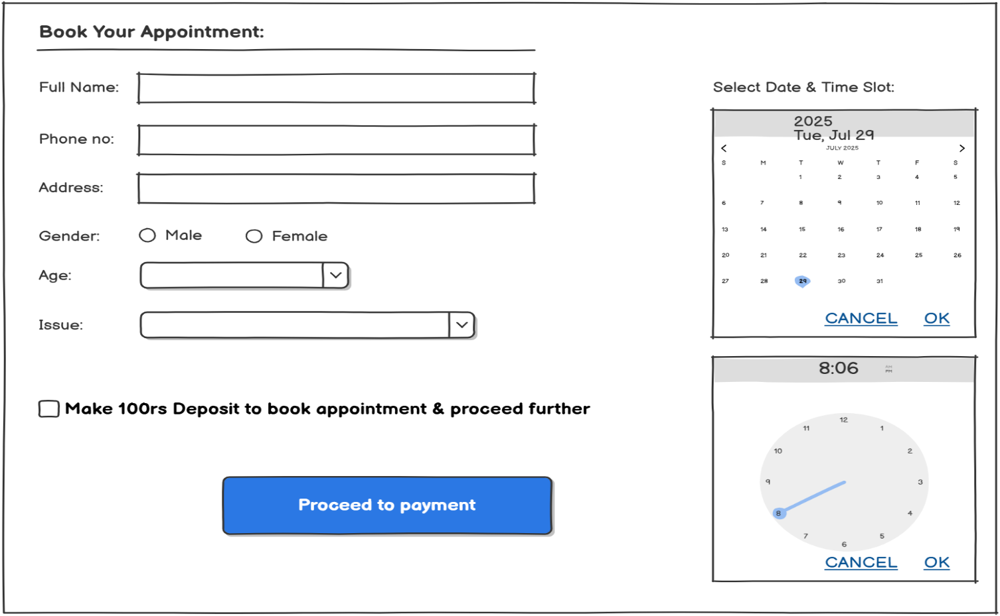 Book Your Appointment:
Full Name:
Phone no:
Address:
Gender: Male Female
Age:
Issue:
Make 100rs Deposit to book appointment & proceed further
Proceed to payment
Select Date & Time Slot:
2025
Tue, Jul 29
JULY 2025
S M T W T F S
1 2 3 4 5
6 7 8 9 10 11 12
13 14 15 16 17 18 19
20 21 22 23 24 25 26
27 28 29 30 31
CANCEL OK
8:06 AM
PM
12
11 1
10 2
9 3
8 4
7 5
6
CANCEL OK